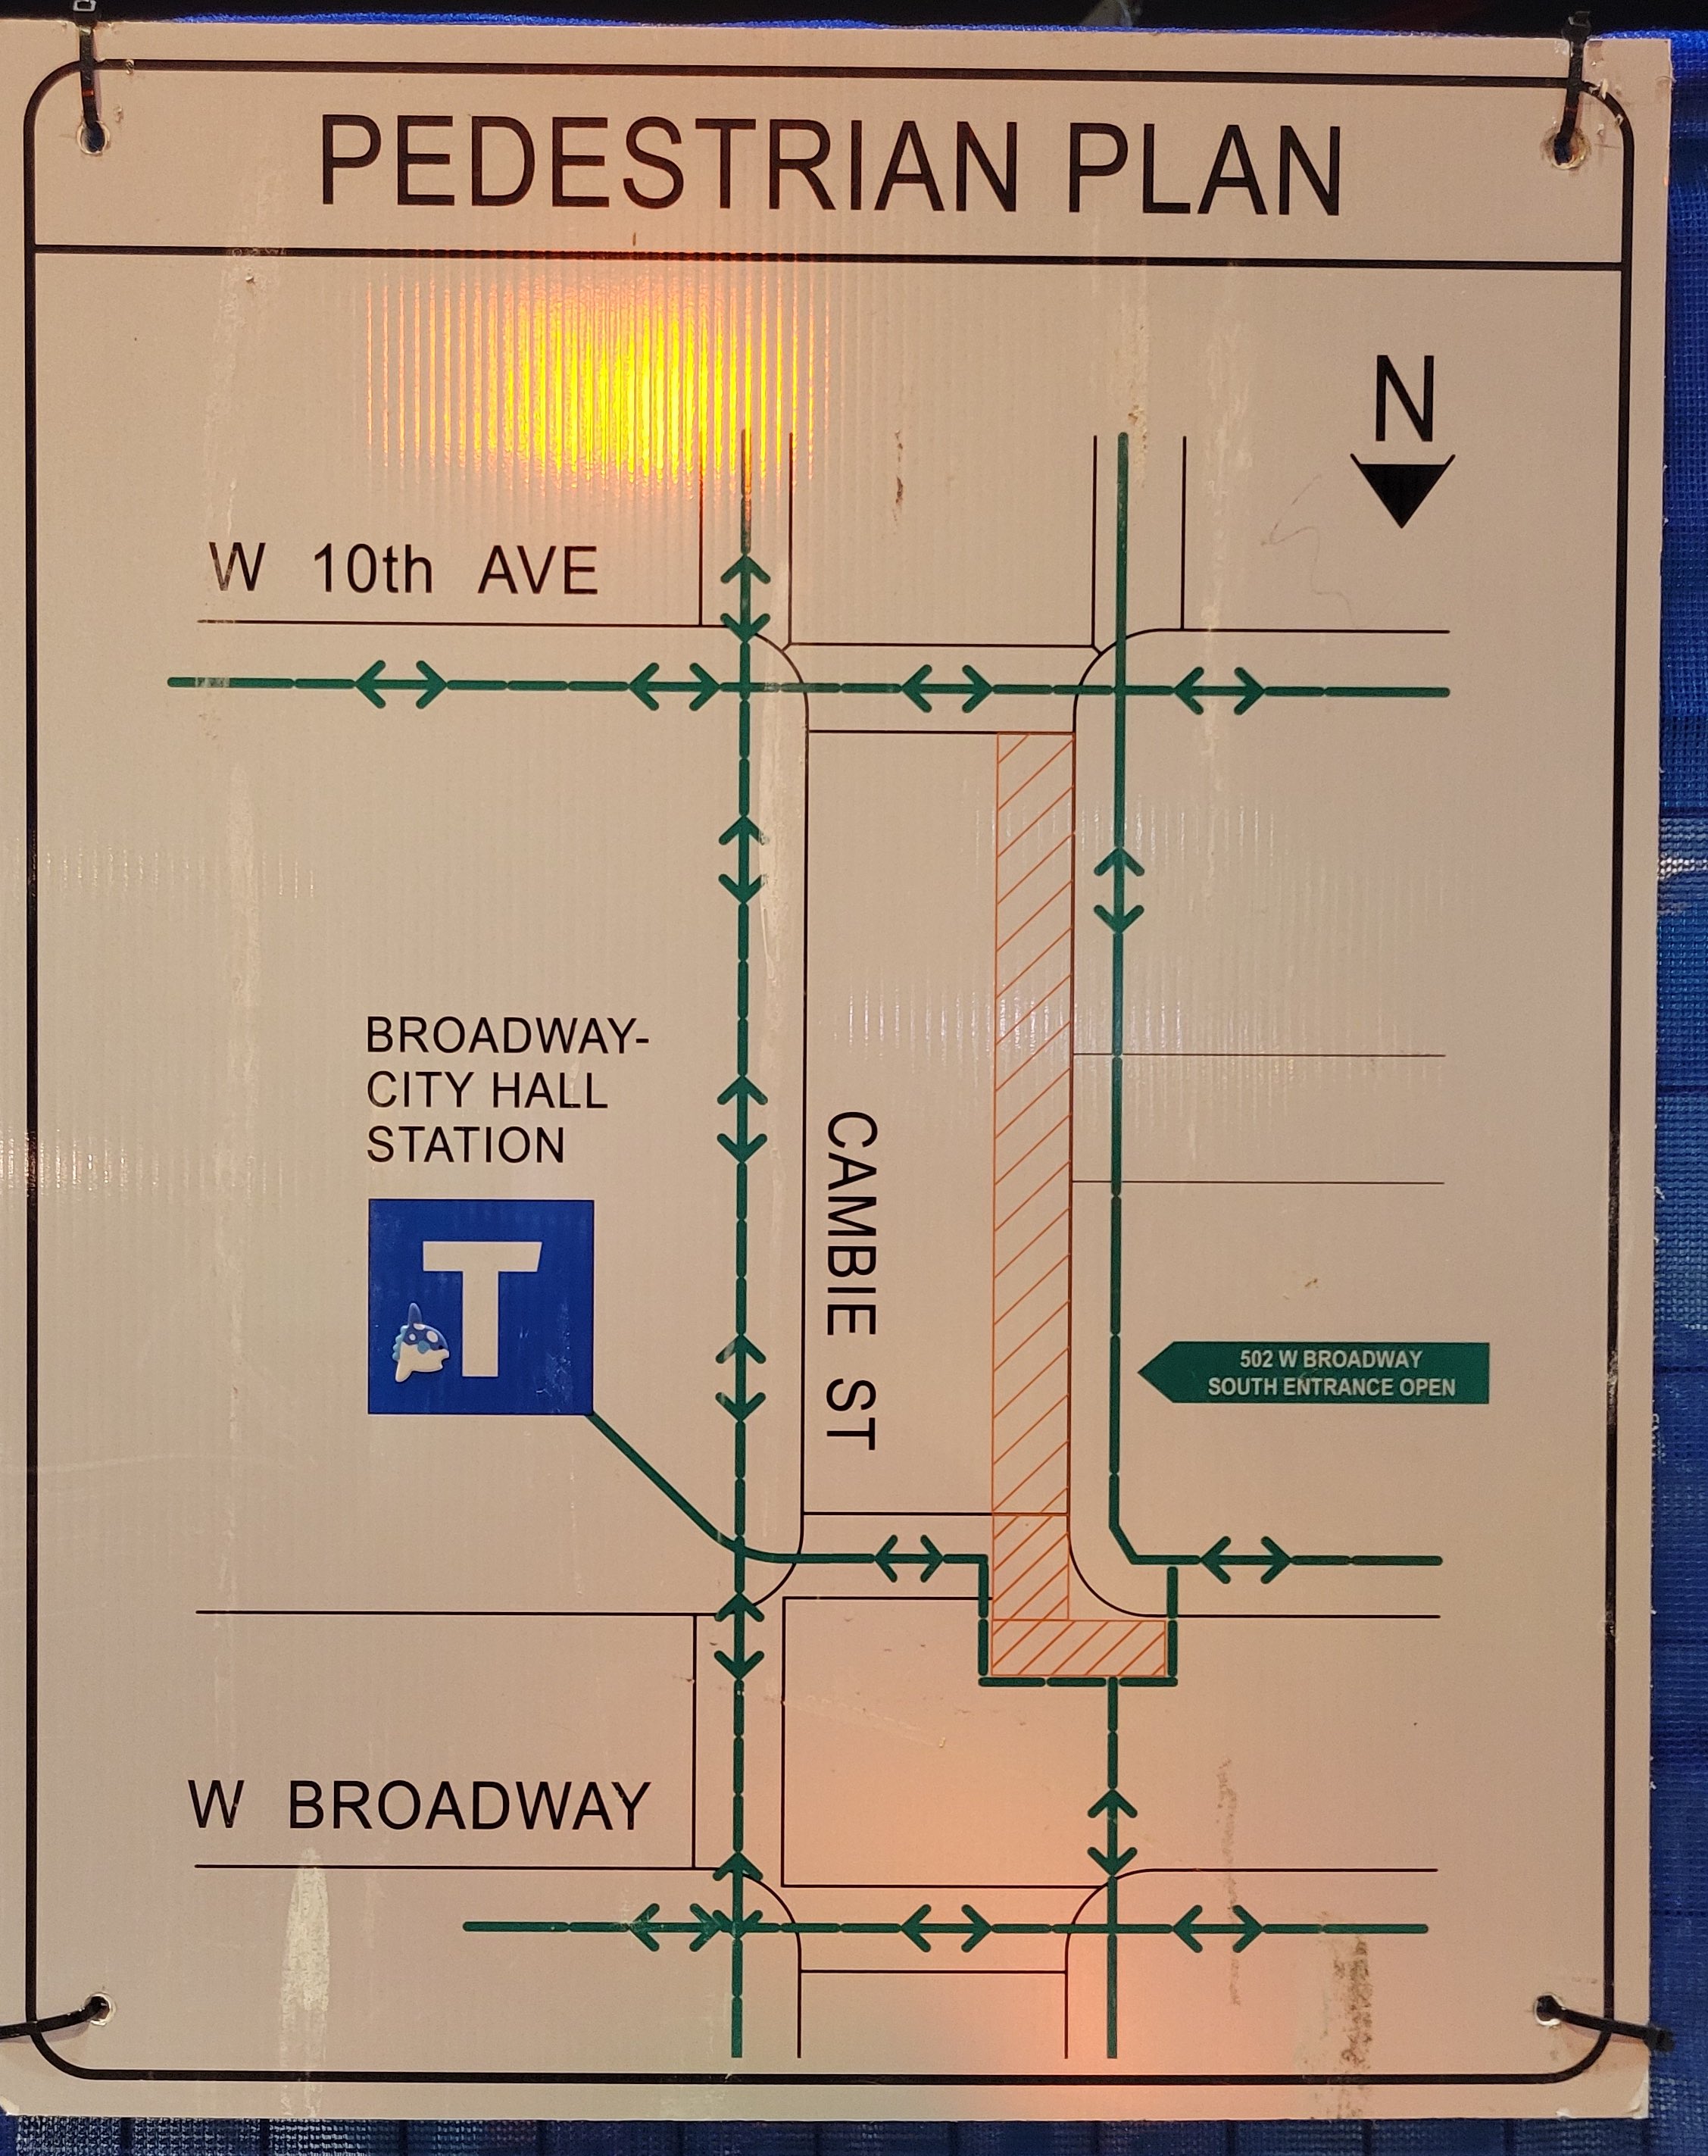 PEDESTRIAN PLAN
N
W 10th AVE
BROADWAY-
CITY HALL
STATION
T
CAMBIE ST
502 W BROADWAY
SOUTH ENTRANCE OPEN
W BROADWAY